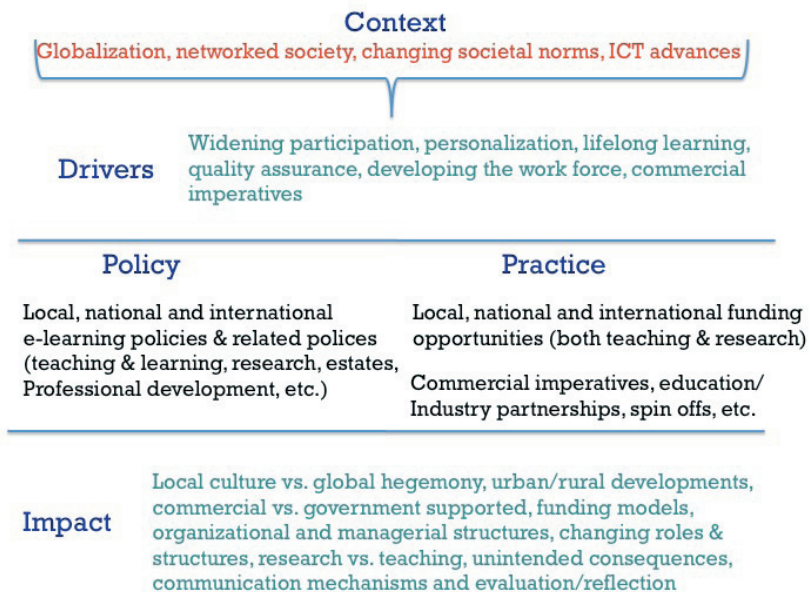 Context
Globalization, networked society, changing societal norms, ICT advances
Drivers
Widening participation, personalization, lifelong learning,
quality assurance, developing the work force, commercial
imperatives
Policy
Local, national and international
e-learning policies & related polices
(teaching & learning, research, estates,
Professional development, etc.)
Practice
Local, national and international funding
opportunities (both teaching & research)
Commercial imperatives, education/
Industry partnerships, spin offs, etc.
Impact
Local culture vs. global hegemony, urban/rural developments,
commercial vs. government supported, funding models,
organizational and managerial structures, changing roles &
structures, research vs. teaching, unintended consequences,
communication mechanisms and evaluation/reflection